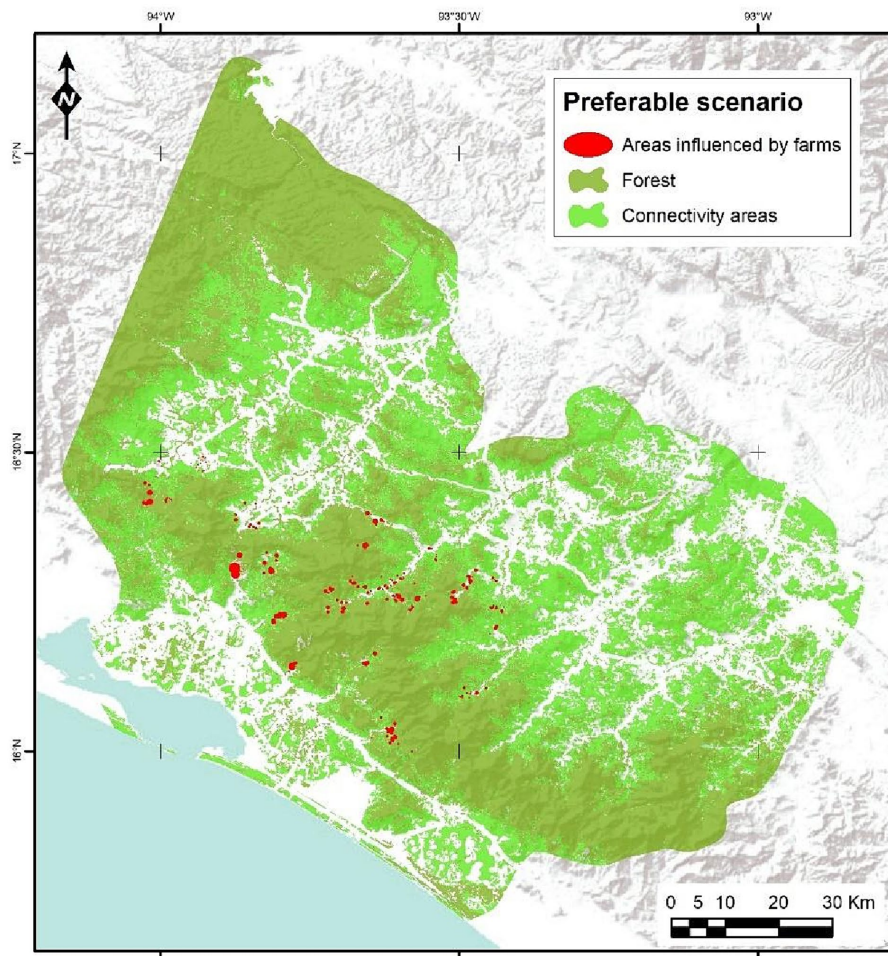 94°W 93°30'W 93°W
N
Preferable scenario
Areas influenced by farms
Forest
Connectivity areas
17°N
16°30'N
16°N
0 5 10 20 30 Km